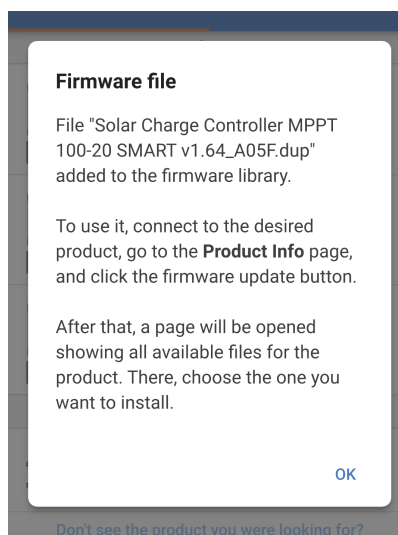 Firmware file
File "Solar Charge Controller MPPT
100-20 SMART v1.64_A05F.dup"
added to the firmware library.
To use it, connect to the desired
product, go to the Product Info page,
and click the firmware update button.
After that, a page will be opened
showing all available files for the
product. There, choose the one you
want to install.
OK
Don't see the product you were looking for?